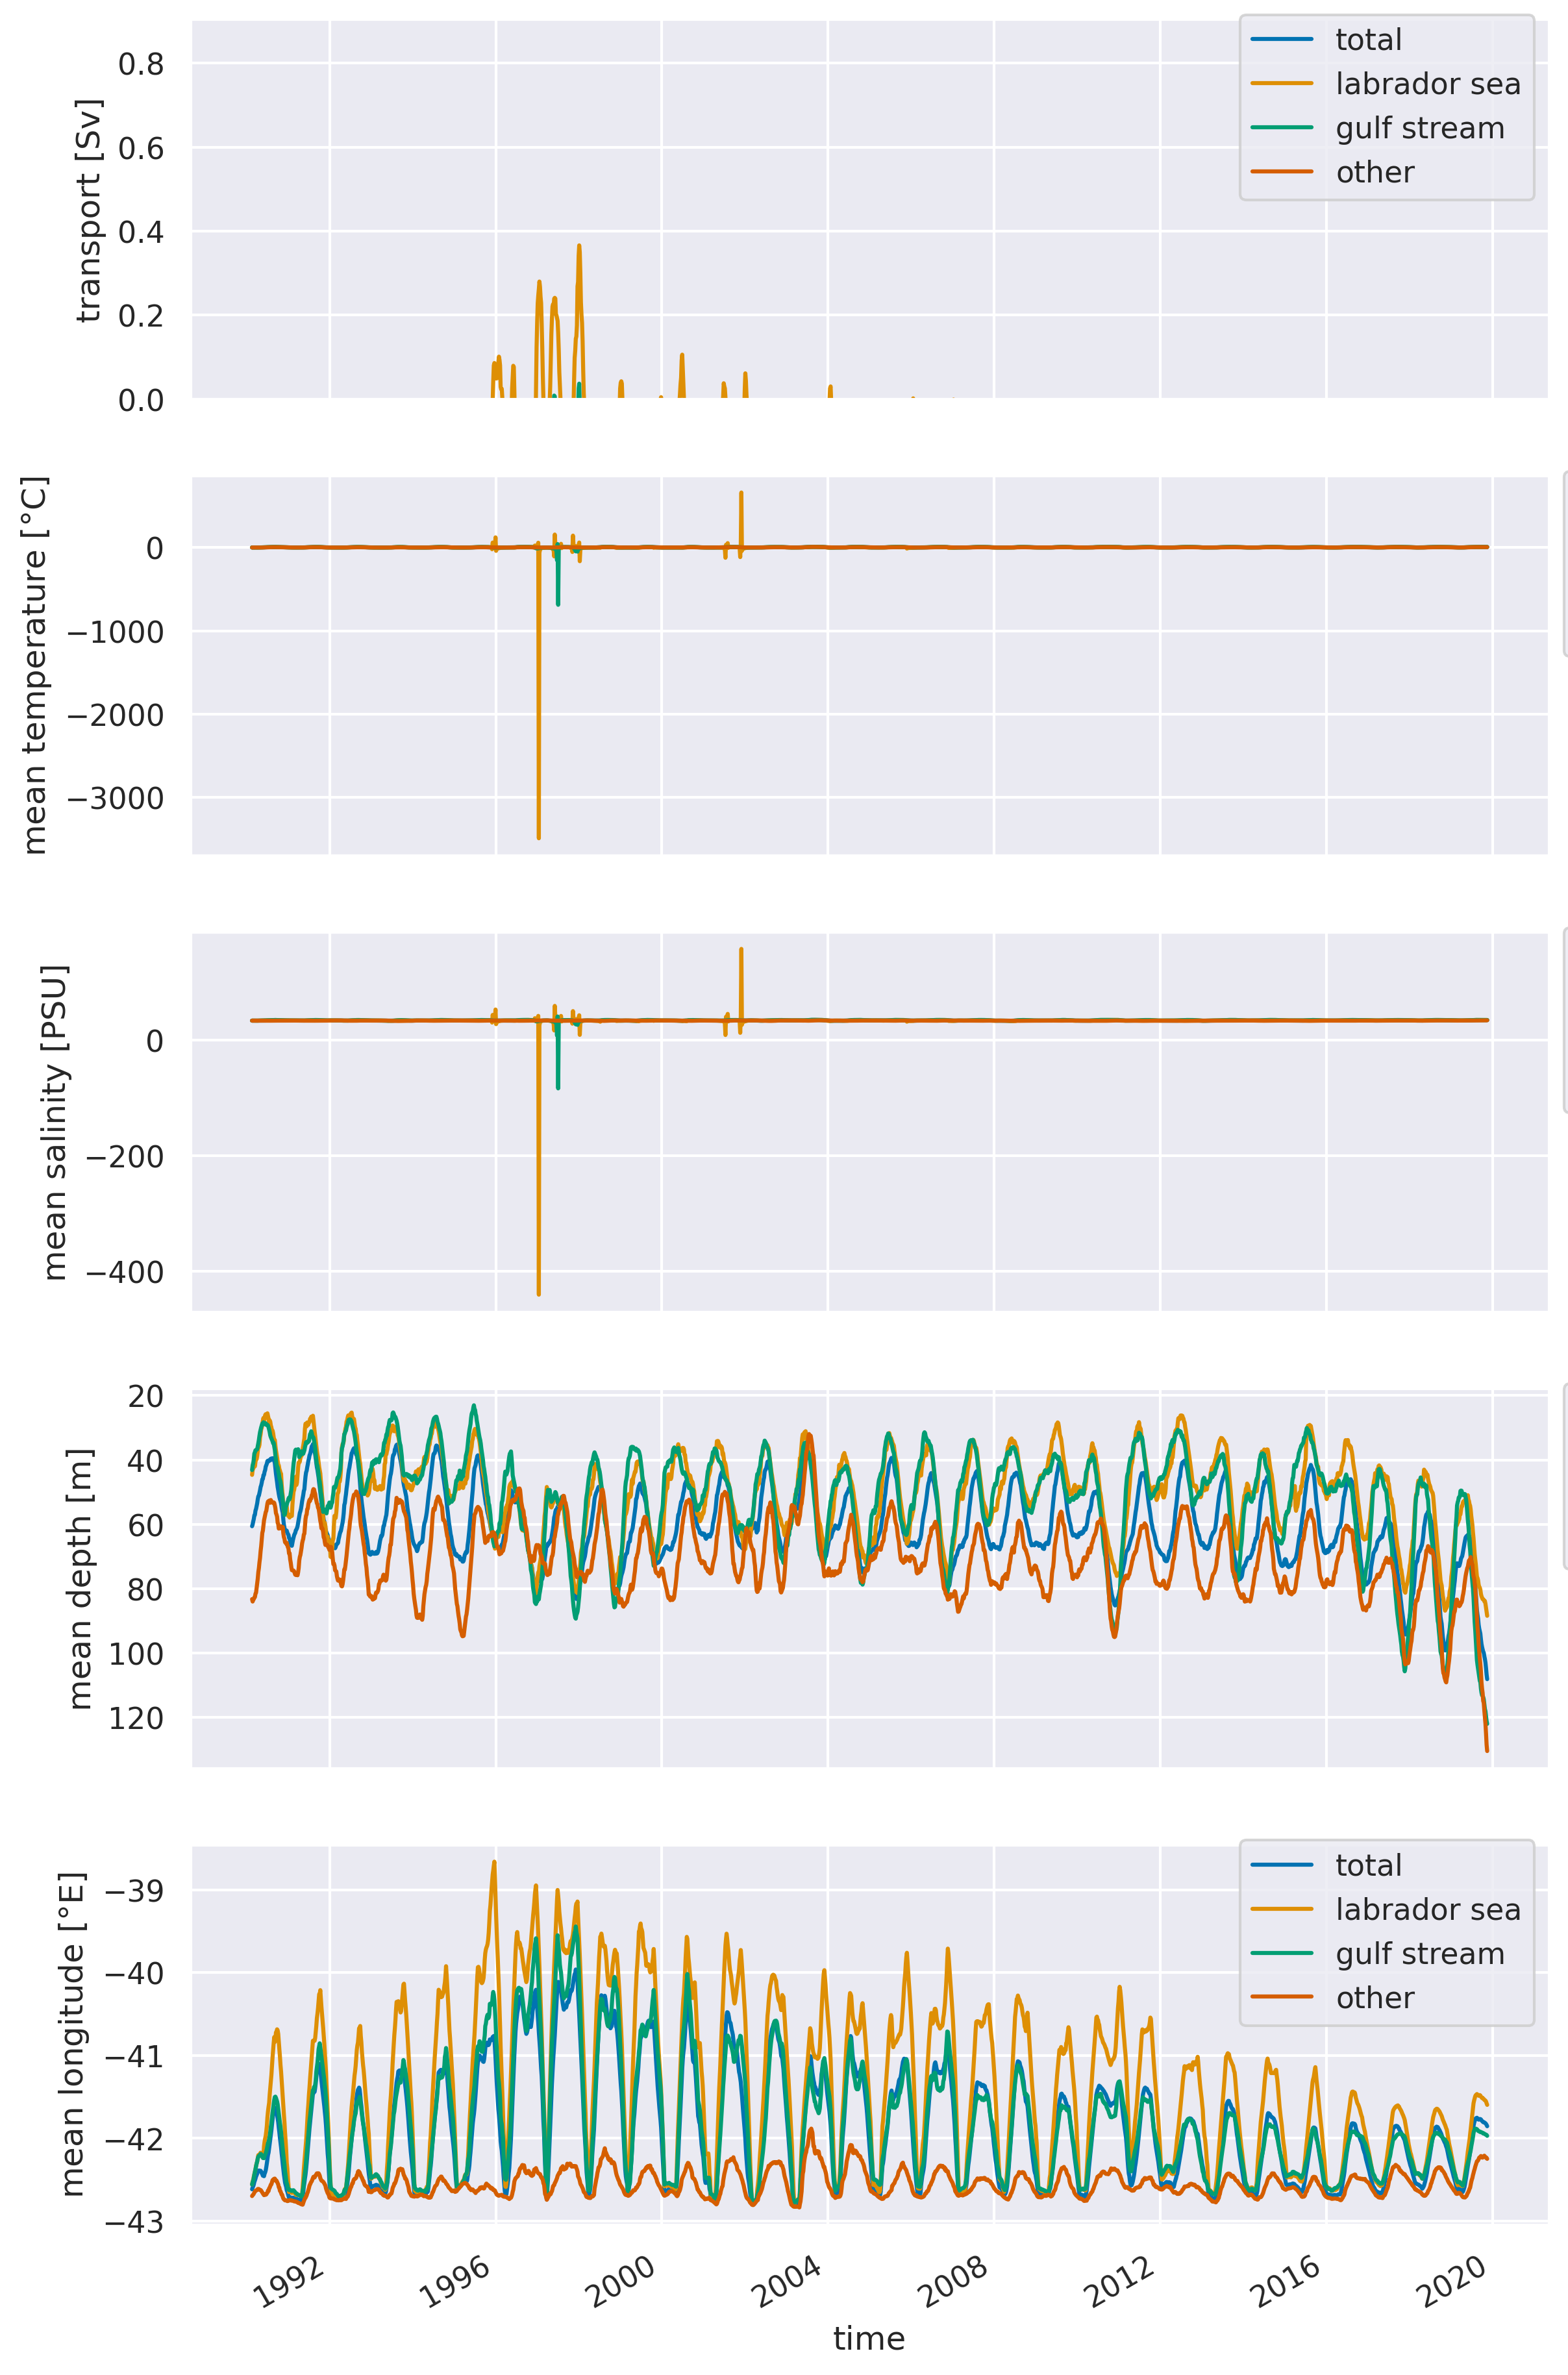 transport [Sv]
0.8
0.6
0.4
0.2
0.0
total
labrador sea
gulf stream
other
mean temperature [°C]
0
−1000
−2000
−3000
mean salinity [PSU]
0
−200
−400
mean depth [m]
20
40
60
80
100
120
mean longitude [°E]
−39
−40
−41
−42
−43
total
labrador sea
gulf stream
other
1992
1996
2000
2004
2008
2012
2016
2020
time